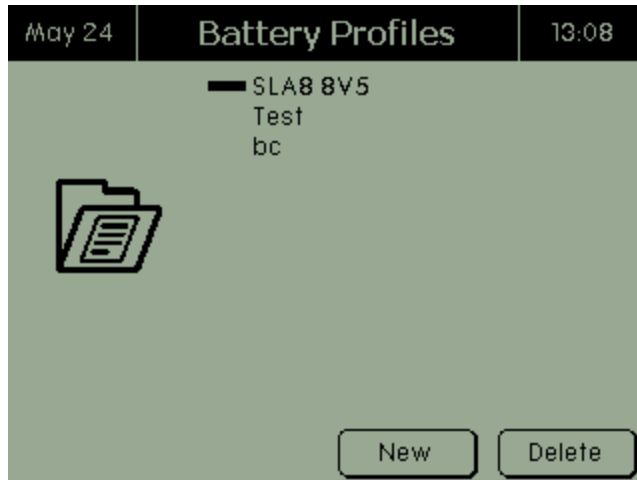 May 24 Battery Profiles 13:08
SLA8 8V5
Test
bc
New Delete